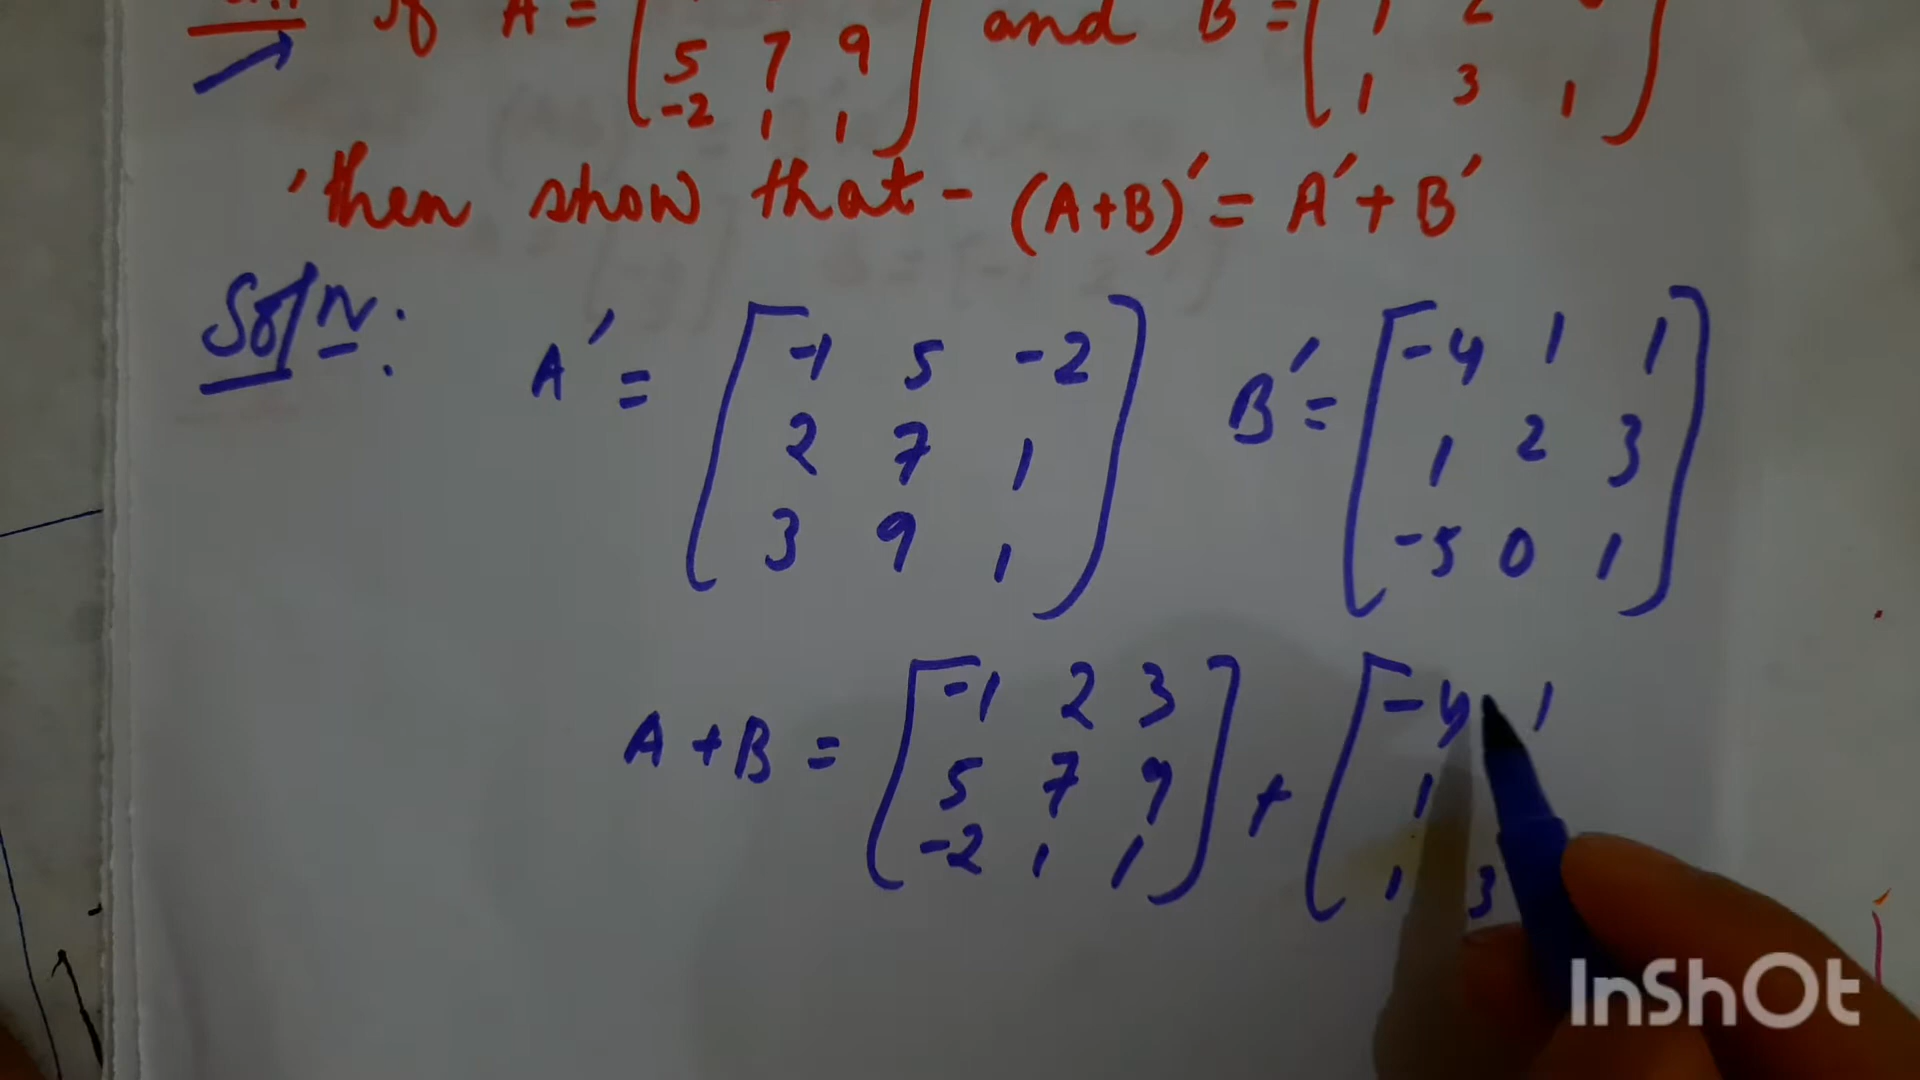 If A = [ and B = [ 1 2
5 7 9
-2 1 1 ] 1 3 1 ]
, then show that - (A+B)' = A' + B'
Soln:
A' = [ -1 5 -2 B' = [ -4 1 1
2 7 1 1 2 3
3 9 1 ] -5 0 1 ]
A + B = [ -1 2 3 + [ -4 1
5 7 9 1
-2 1 1 ] 1 3
InShOt